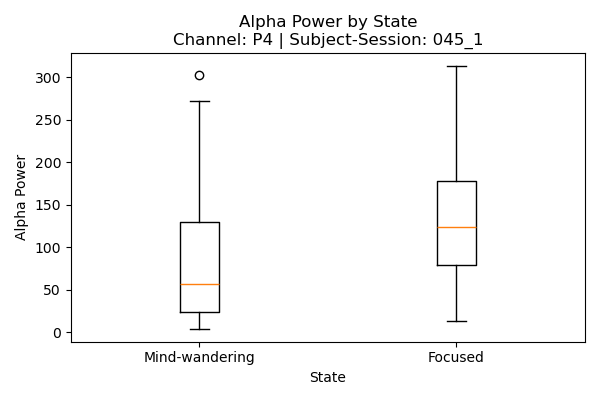 Alpha Power by State
Channel: P4 | Subject-Session: 045_1
300
250
200
150
100
50
0
Alpha Power
Mind-wandering
Focused
State